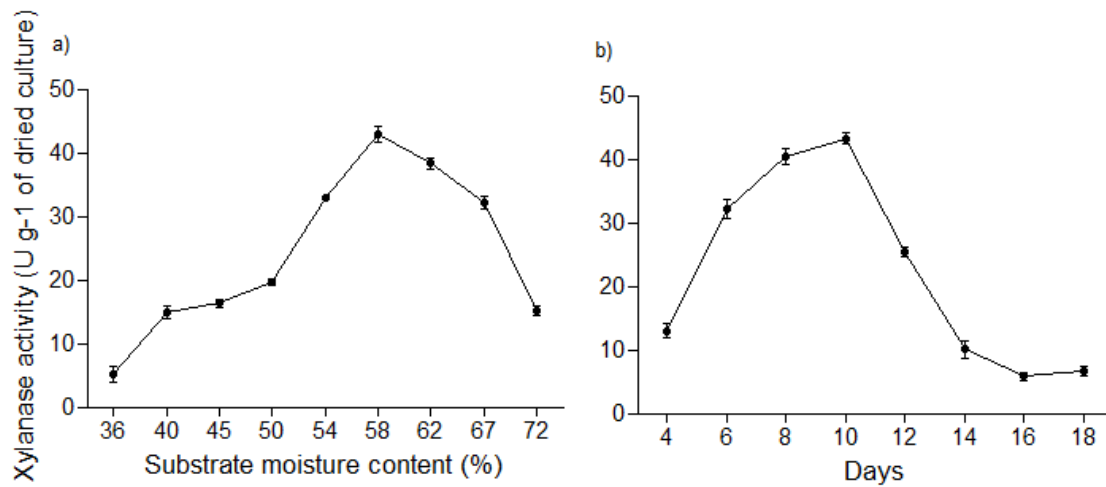 a)
Xylanase activity (U g-1 of dried culture)
50
40
30
20
10
0
36 40 45 50 54 58 62 67 72
Substrate moisture content (%)
b)
50
40
30
20
10
0
4 6 8 10 12 14 16 18
Days